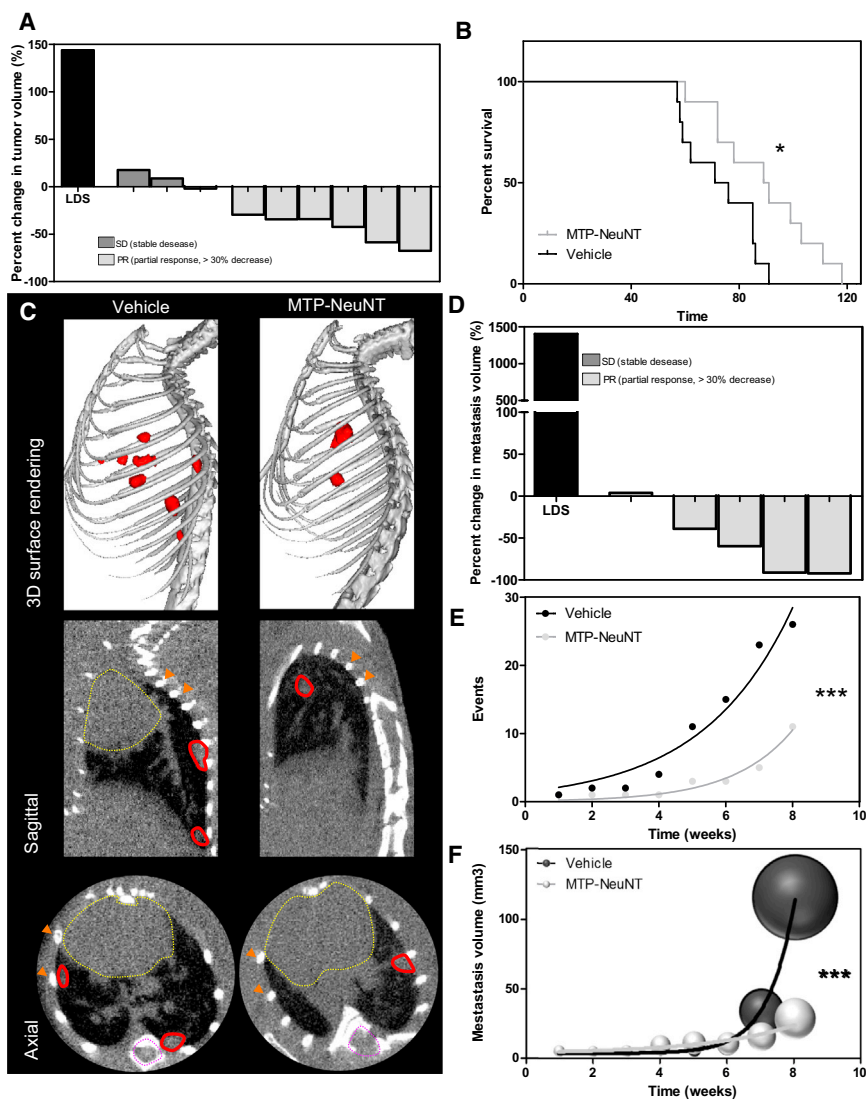 A
Percent change in tumor volume (%)
150
100
50
0
-50
-100
LDS
SD (stable desease)
PR (partial response, > 30% decrease)
B
Percent survival
100
50
0
0
40
80
120
Time
*
MTP-NeuNT
Vehicle
C
Vehicle
MTP-NeuNT
3D surface rendering
Sagittal
Axial
D
Percent change in metastasis volume (%)
1500
1000
500
100
50
0
-50
-100
LDS
SD (stable desease)
PR (partial response, > 30% decrease)
E
Events
30
20
10
0
0
2
4
6
8
10
Time (weeks)
Vehicle
MTP-NeuNT
***
F
Mestastasis volume (mm3)
150
100
50
0
0
2
4
6
8
10
Time (weeks)
Vehicle
MTP-NeuNT
***